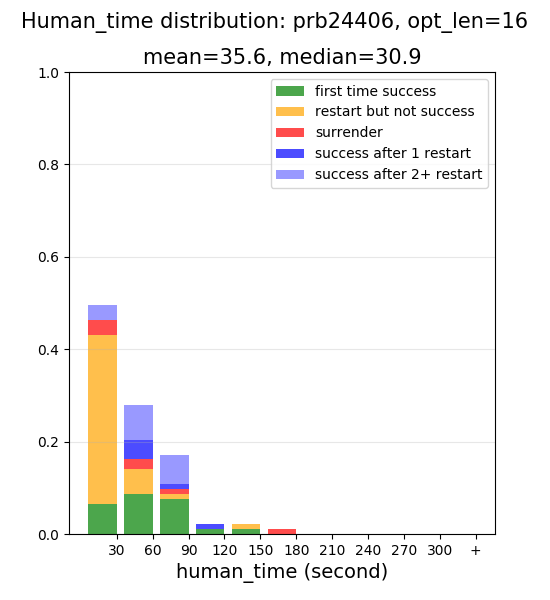 Human_time distribution: prb24406, opt_len=16
mean=35.6, median=30.9
1.0
0.8
0.6
0.4
0.2
0.0
first time success
restart but not success
surrender
success after 1 restart
success after 2+ restart
30 60 90 120 150 180 210 240 270 300 +
human_time (second)